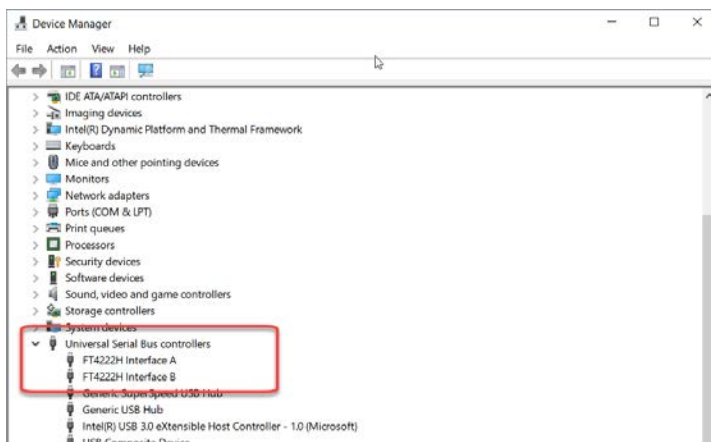 Device Manager
File Action View Help
IDE ATA/ATAPI controllers
Imaging devices
Intel(R) Dynamic Platform and Thermal Framework
Keyboards
Mice and other pointing devices
Monitors
Network adapters
Ports (COM & LPT)
Print queues
Processors
Security devices
Software devices
Sound, video and game controllers
Storage controllers
System devices
Universal Serial Bus controllers
FT4222H Interface A
FT4222H Interface B
Generic SuperSpeed USB Hub
Generic USB Hub
Intel(R) USB 3.0 eXtensible Host Controller - 1.0 (Microsoft)
USB Composite Device